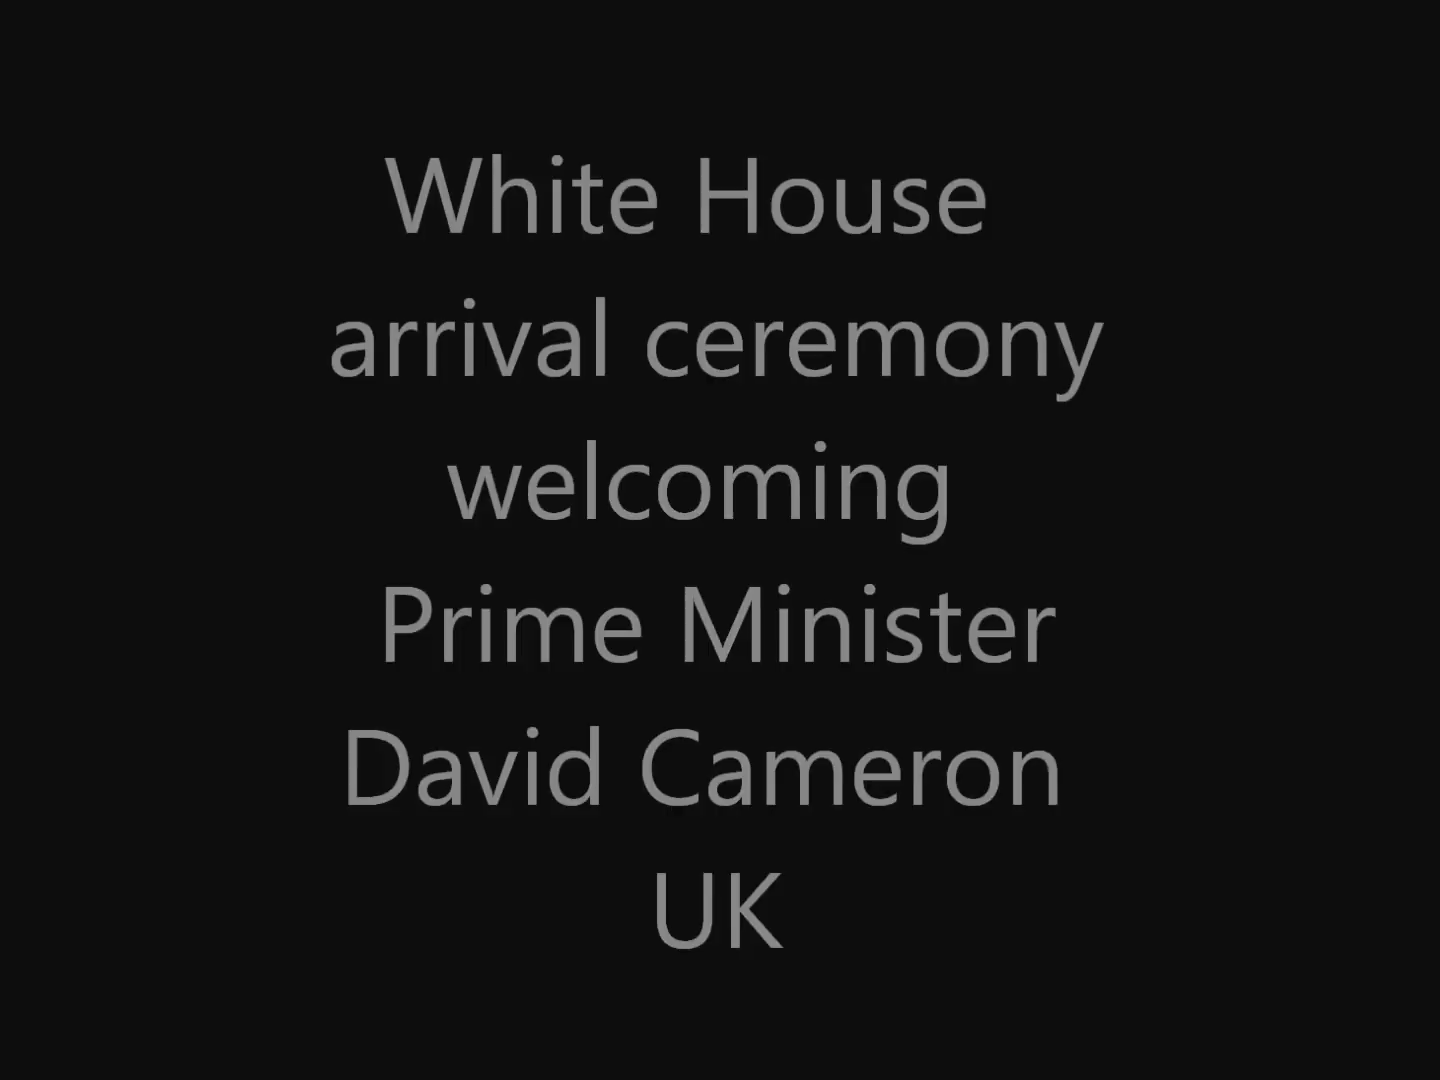 White House
arrival ceremony
welcoming
Prime Minister
David Cameron
UK